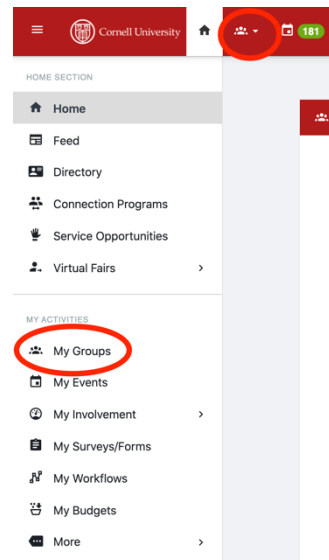 Cornell University
181
HOME SECTION
Home
Feed
Directory
Connection Programs
Service Opportunities
Virtual Fairs
MY ACTIVITIES
My Groups
My Events
My Involvement
My Surveys/Forms
My Workflows
My Budgets
More